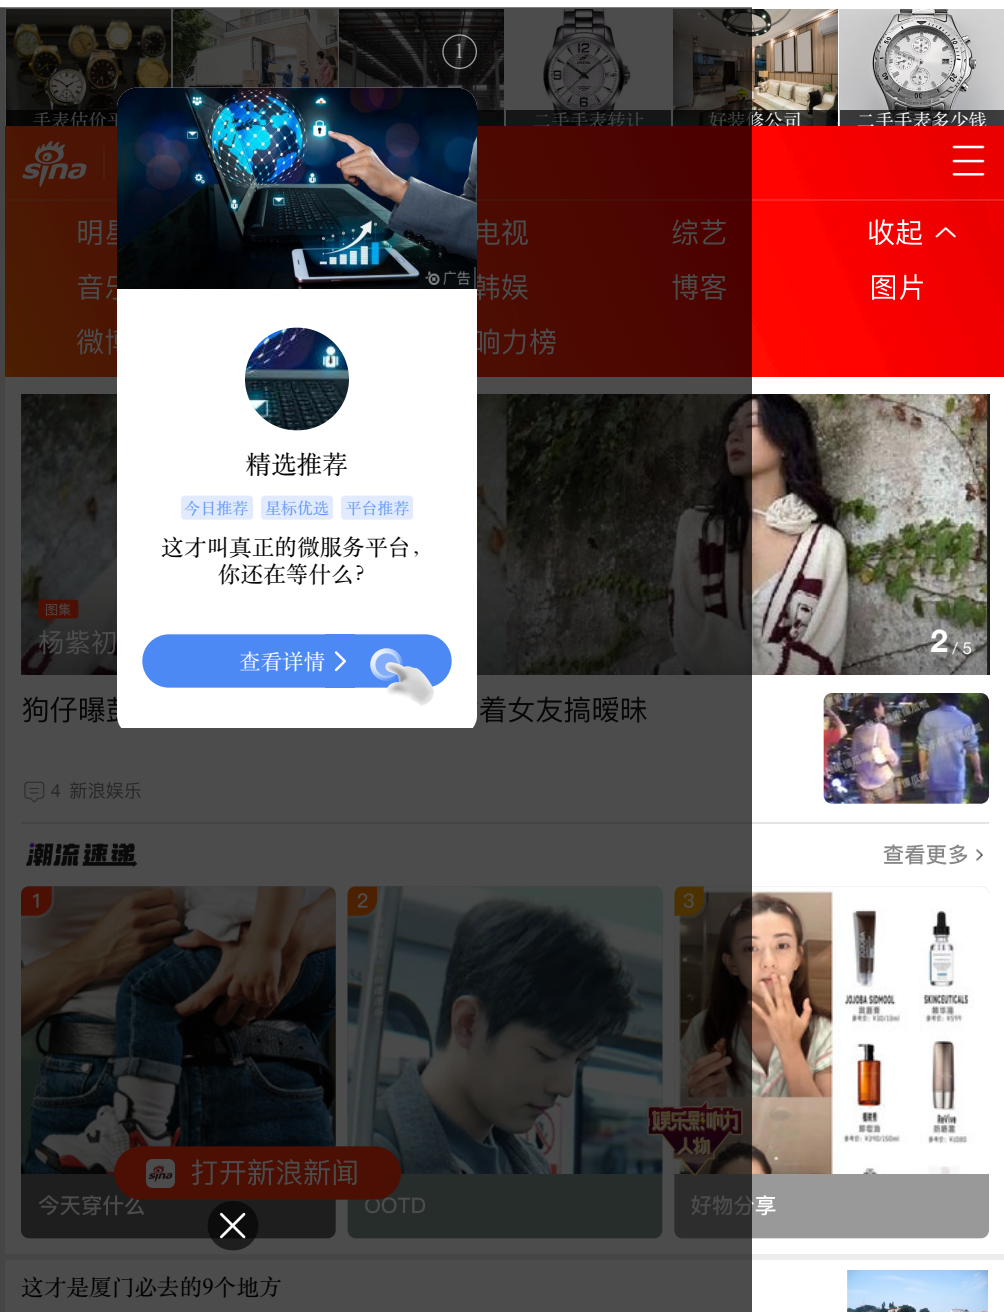 手表估价
二手手表转让
好装修公司
二手手表多少钱
1
sina
广告
电视
综艺
收起
韩娱
博客
图片
响力榜
精选推荐
今日推荐 星标优选 平台推荐
这才叫真正的微服务平台，
你还在等什么？
查看详情
图集
杨紫初
2 / 5
狗仔曝
着女友搞暧昧
4 新浪娱乐
潮流速递
查看更多
1
2
3
JOJOBA SIDMOOL
SKINCEUTICALS
ReVive
娱乐影响力
人物
sina 打开新浪新闻
今天穿什么
OOTD
好物分享
这才是厦门必去的9个地方